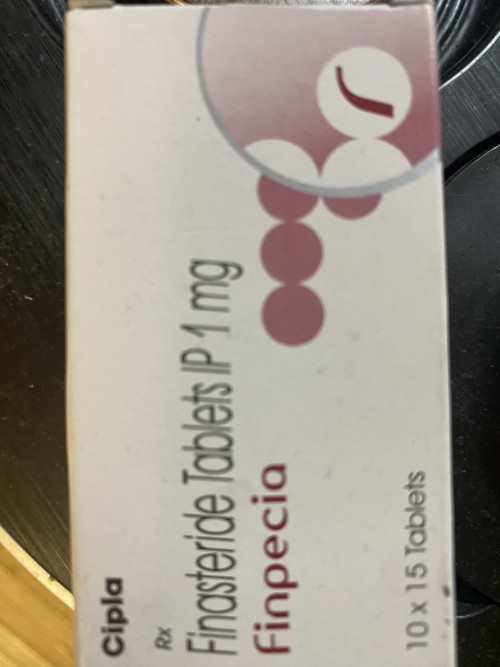 Cipla
Rx
Finasteride Tablets IP 1 mg
Finpecia
10 x 15 Tablets